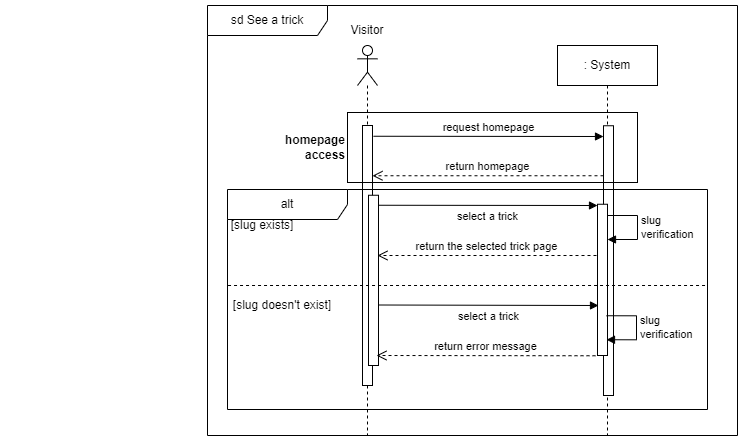 sd See a trick
Visitor
: System
request homepage
homepage
access
return homepage
alt
select a trick
[slug exists]
slug
verification
return the selected trick page
[slug doesn't exist]
select a trick
slug
verification
return error message